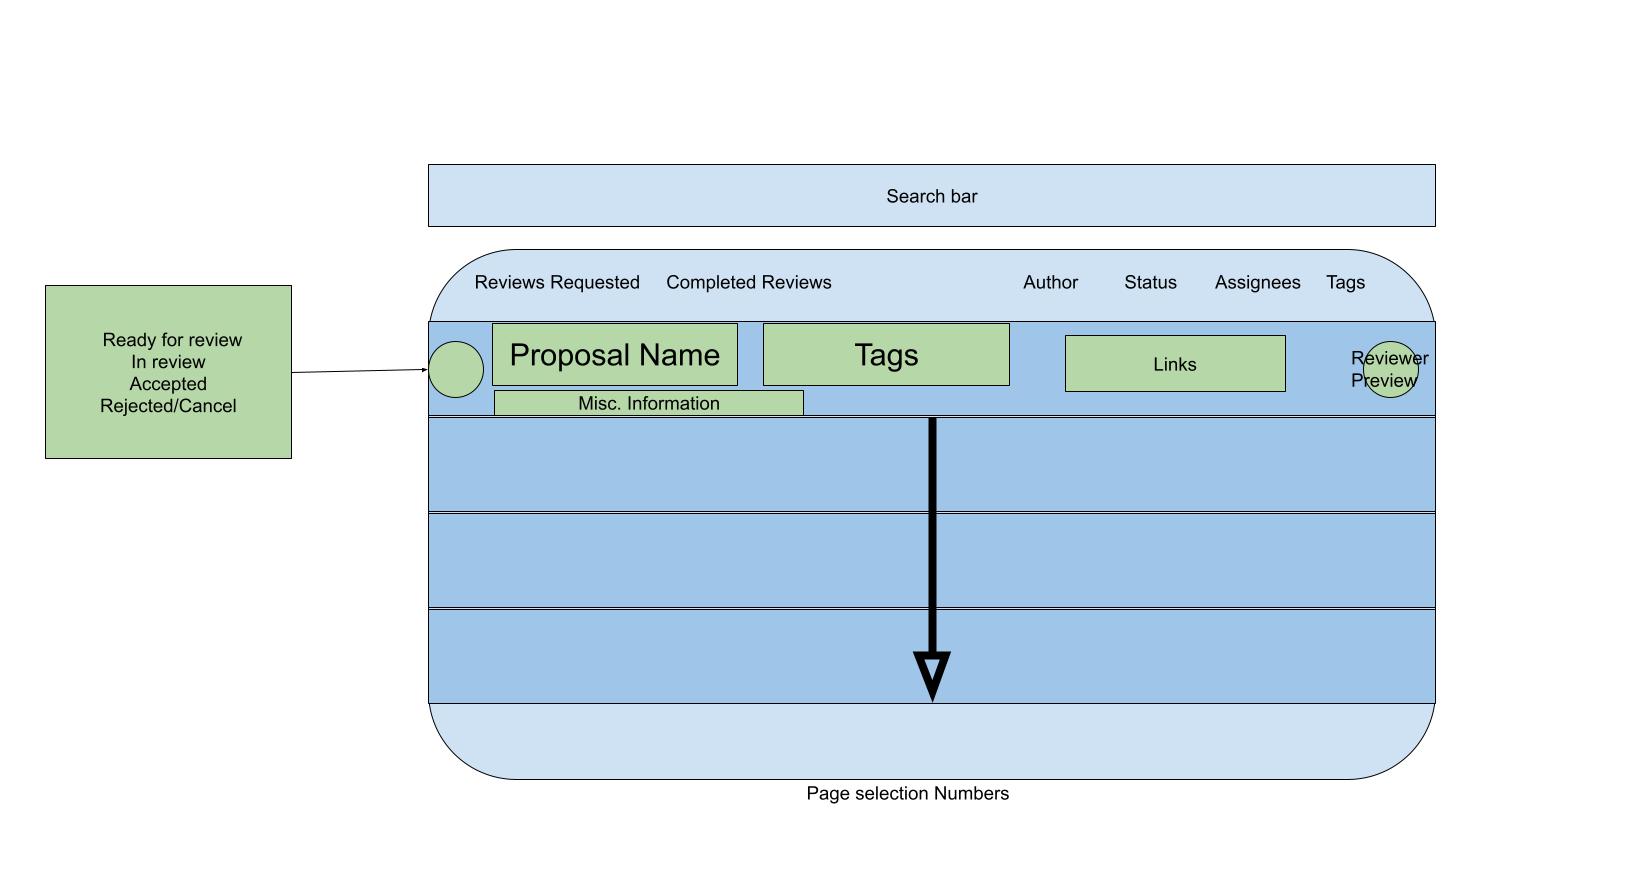 Search bar
Reviews Requested Completed Reviews Author Status Assignees Tags
Ready for review
In review
Accepted
Rejected/Cancel
Proposal Name Tags Links
Reviewer
Preview
Misc. Information
Page selection Numbers